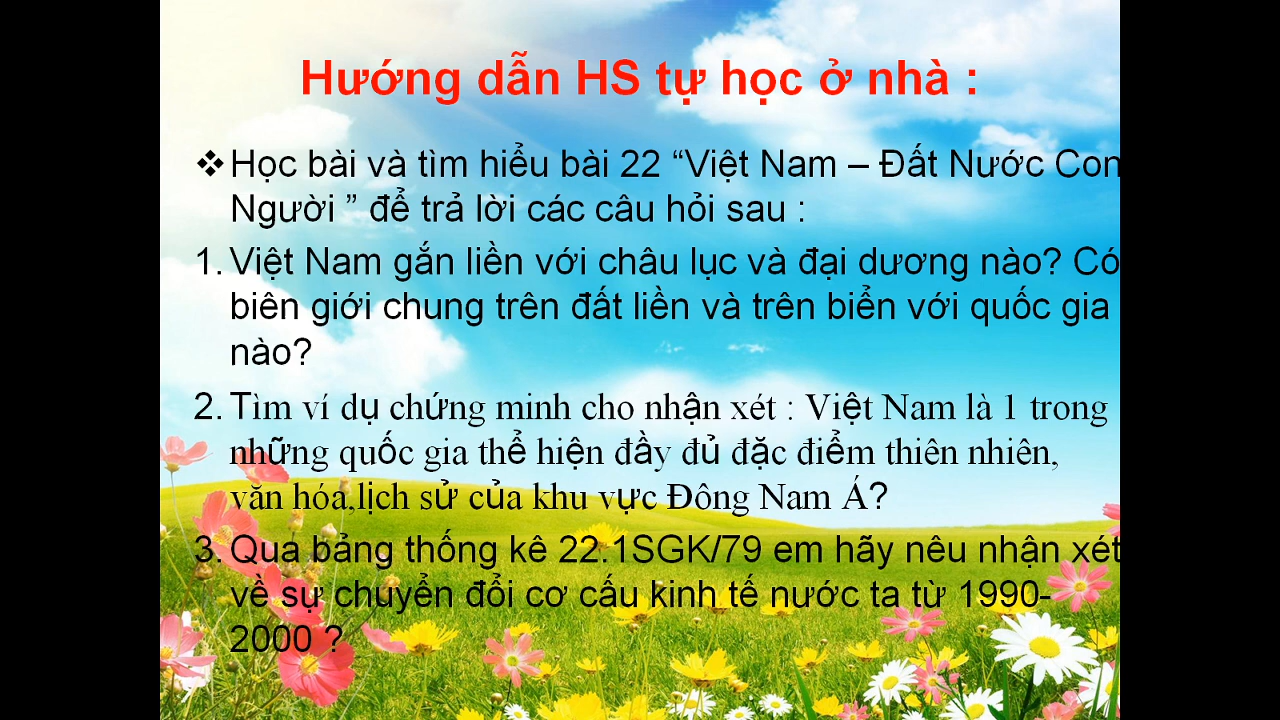 Hướng dẫn HS tự học ở nhà :
❖Học bài và tìm hiểu bài 22 “Việt Nam – Đất Nước Con
Người ” để trả lời các câu hỏi sau :
1. Việt Nam gắn liền với châu lục và đại dương nào? Có
biên giới chung trên đất liền và trên biển với quốc gia
nào?
2. Tìm ví dụ chứng minh cho nhận xét : Việt Nam là 1 trong
những quốc gia thể hiện đầy đủ đặc điểm thiên nhiên,
văn hóa,lịch sử của khu vực Đông Nam Á?
3. Qua bảng thống kê 22.1SGK/79 em hãy nêu nhận xét
về sự chuyển đổi cơ cấu kinh tế nước ta từ 1990-
2000 ?